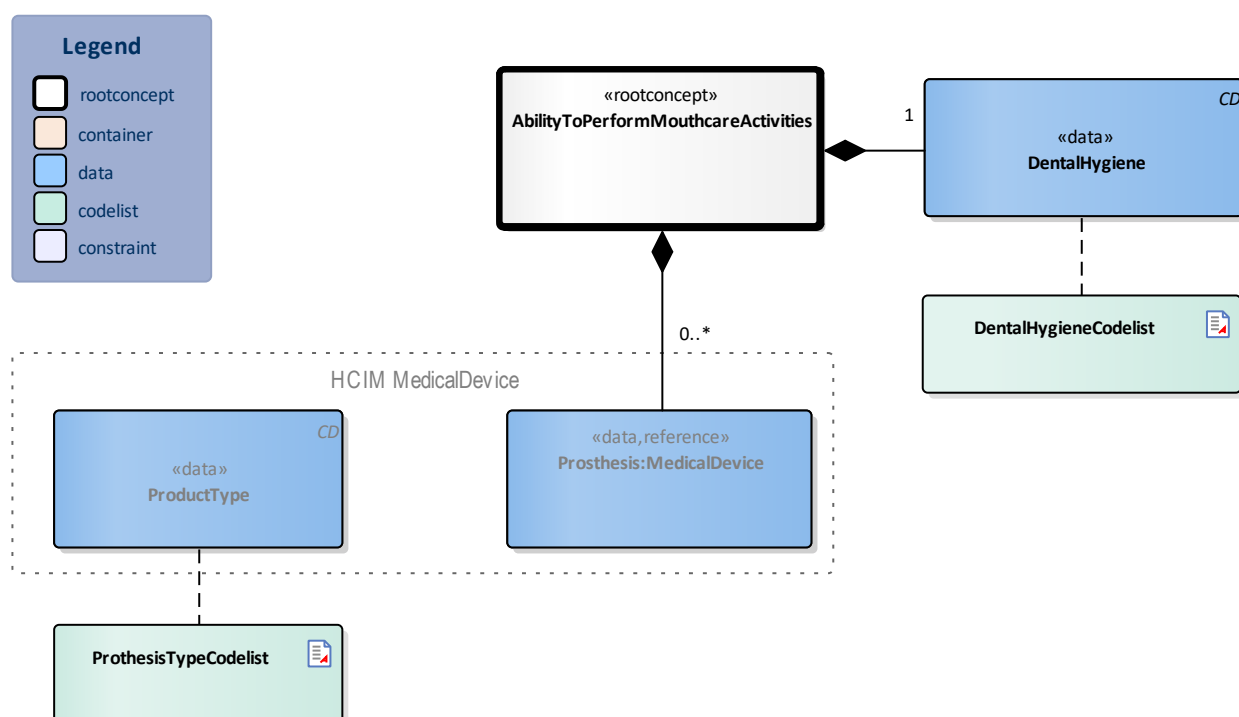 Legend
rootconcept
container
data
codelist
constraint
«rootconcept»
AbilityToPerformMouthcareActivities
1
CD
«data»
DentalHygiene
DentalHygieneCodelist
0..*
HCIM MedicalDevice
CD
«data»
ProductType
«data,reference»
Prosthesis:MedicalDevice
ProthesisTypeCodelist